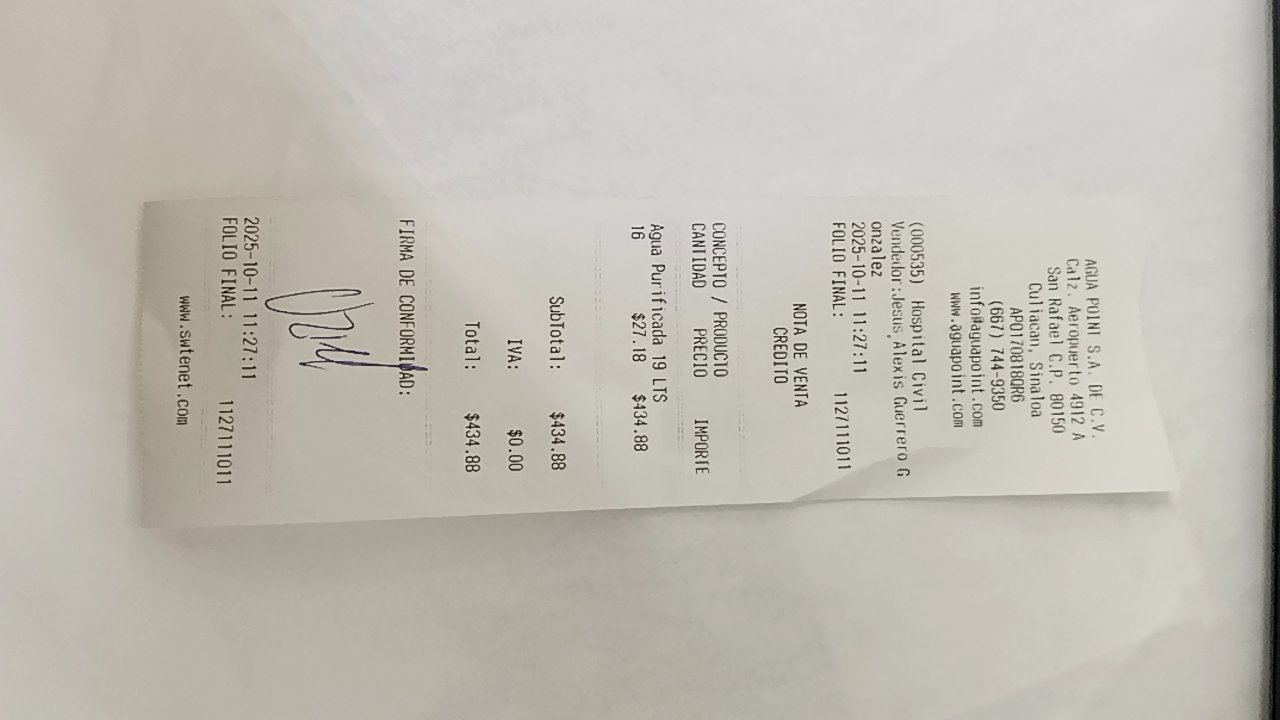 AGUA POINT S.A. DE C.V.
Calz. Aeropuerto 4912 A
San Rafael C.P. 80150
Culiacan, Sinaloa
APO170818QR6
(667) 744-9350
info@aguapoint.com
www.aguapoint.com
(000535) Hospital Civil
Vendedor:Jesus Alexis Guerrero G
onzalez
2025-10-11 11:27:11
FOLIO FINAL: 1127111011
NOTA DE VENTA
CREDITO
CONCEPTO / PRODUCTO
CANTIDAD PRECIO IMPORTE
Agua Purificada 19 LTS
16 $27.18 $434.88
SubTotal: $434.88
IVA: $0.00
Total: $434.88
FIRMA DE CONFORMIDAD:
2025-10-11 11:27:11
FOLIO FINAL: 1127111011
www.swtenet.com